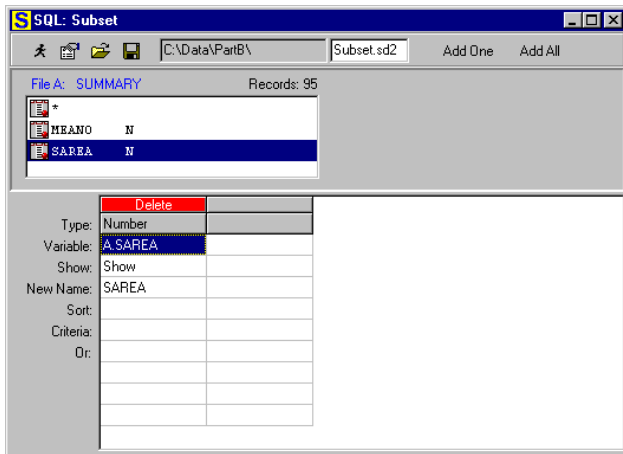 SQL: Subset
C:\Data\PartB\ Subset.sd2 Add One Add All
File A: SUMMARY Records: 95
*
MEANO N
SAREA N
Delete
Type: Number
Variable: A.SAREA
Show: Show
New Name: SAREA
Sort:
Criteria:
Or: